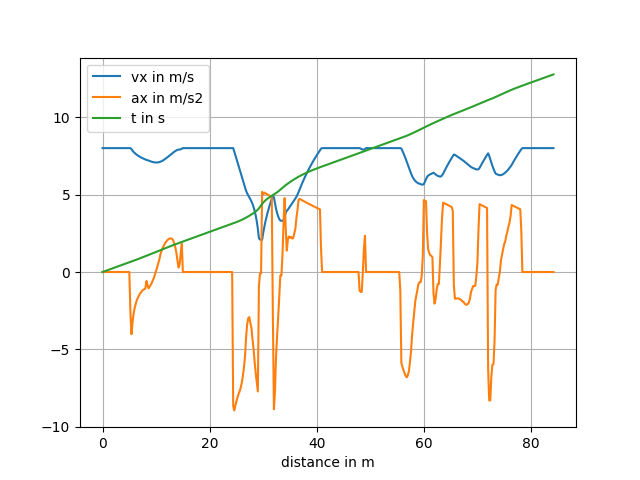 vx in m/s
ax in m/s2
t in s
10
5
0
−5
−10
0 20 40 60 80
distance in m